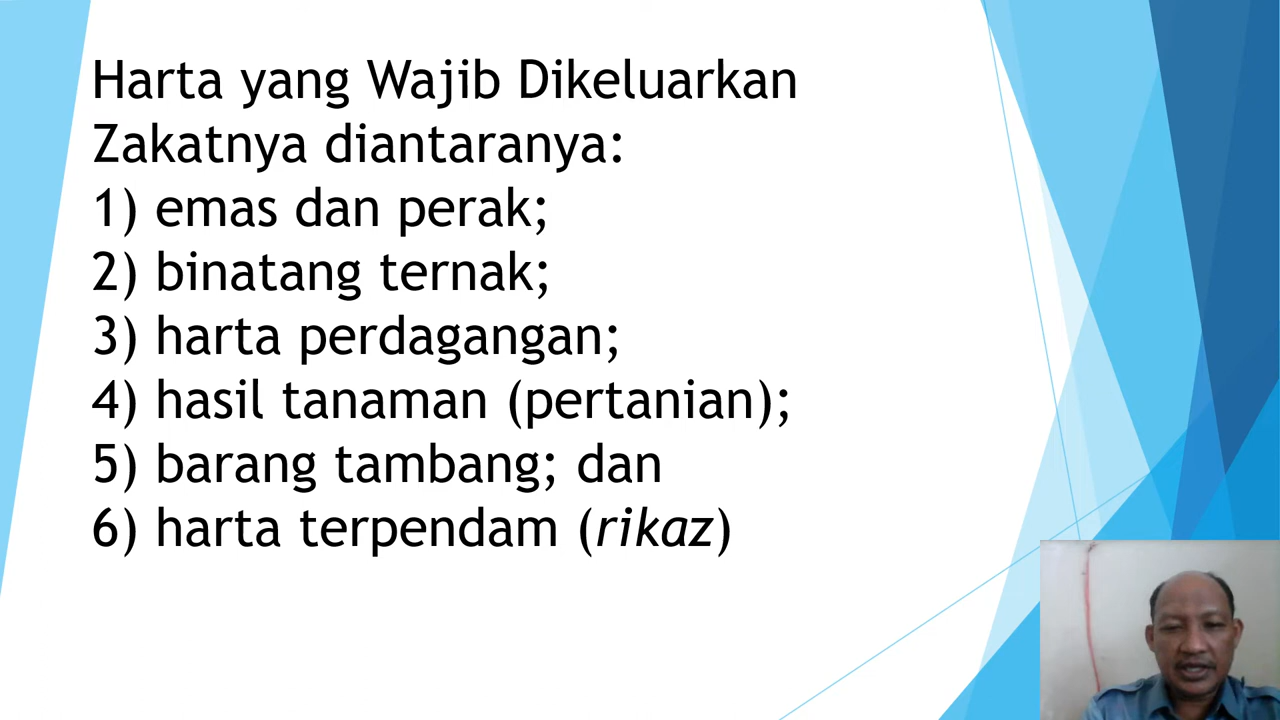 Harta yang Wajib Dikeluarkan
Zakatnya diantaranya:
1) emas dan perak;
2) binatang ternak;
3) harta perdagangan;
4) hasil tanaman (pertanian);
5) barang tambang; dan
6) harta terpendam (rikaz)